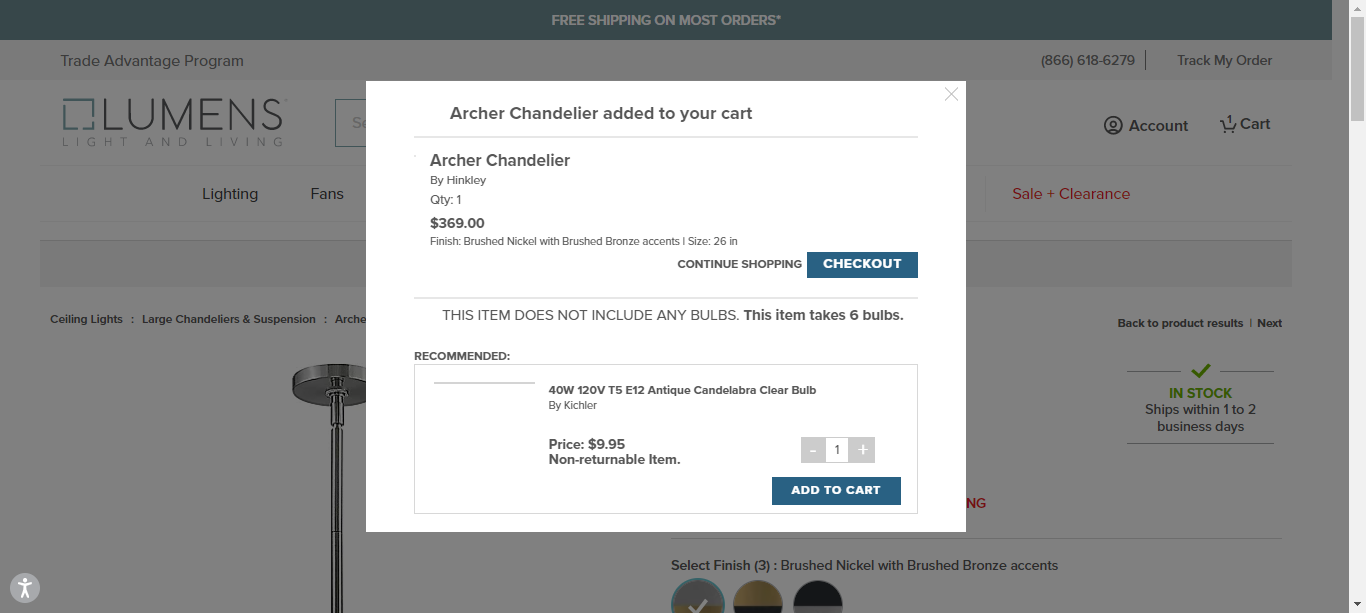 FREE SHIPPING ON MOST ORDERS*
Trade Advantage Program
(866) 618-6279
Track My Order
LUMENS
LIGHT AND LIVING
Account
1
Cart
Lighting
Fans
Sale + Clearance
Archer Chandelier added to your cart
Archer Chandelier
By Hinkley
Qty: 1
$369.00
Finish: Brushed Nickel with Brushed Bronze accents | Size: 26 in
CONTINUE SHOPPING
CHECKOUT
THIS ITEM DOES NOT INCLUDE ANY BULBS. This item takes 6 bulbs.
RECOMMENDED:
40W 120V T5 E12 Antique Candelabra Clear Bulb
By Kichler
Price: $9.95
Non-returnable Item.
- 1 +
ADD TO CART
Ceiling Lights : Large Chandeliers & Suspension : Arche
Back to product results | Next
IN STOCK
Ships within 1 to 2
business days
NG
Select Finish (3) : Brushed Nickel with Brushed Bronze accents